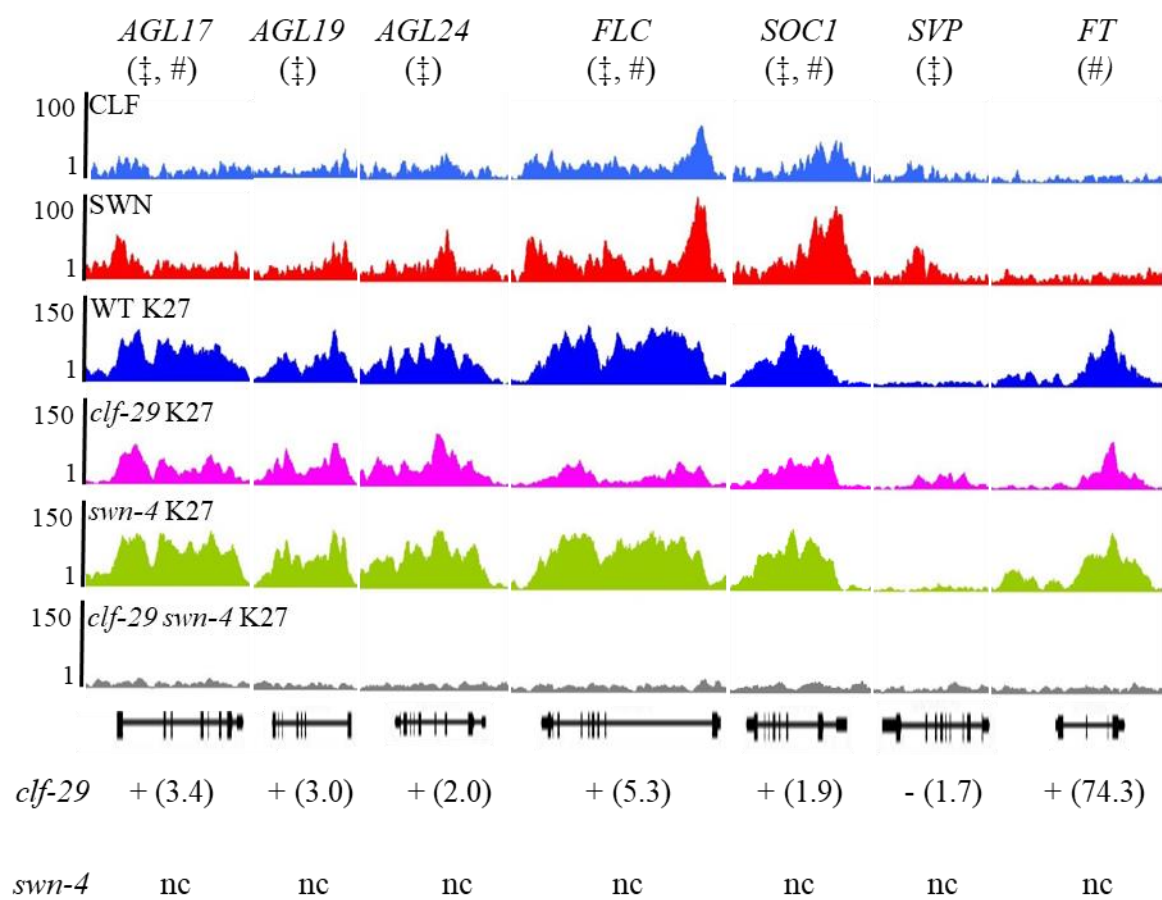 AGL17 AGL19 AGL24 FLC SOC1 SVP FT
(‡, #) (‡) (‡) (‡, #) (‡, #) (‡) (#)
100 CLF
1
100 SWN
1
150 WT K27
1
150 clf-29 K27
1
150 swn-4 K27
1
150 clf-29 swn-4 K27
1
clf-29 + (3.4) + (3.0) + (2.0) + (5.3) + (1.9) - (1.7) + (74.3)
swn-4 nc nc nc nc nc nc nc